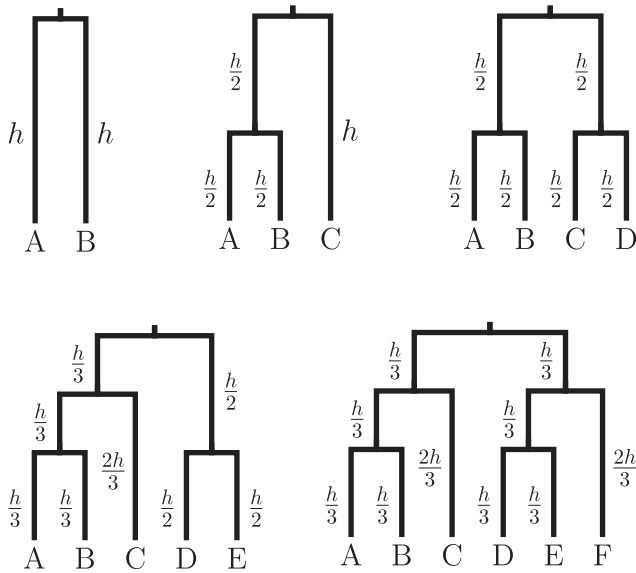 h/2 h/2 h/2
h h h
h/2 h/2 h/2 h/2 h/2 h/2
A B A B C A B C D
h/3 h/3 h/3
h/2
h/3 h/3 h/3
2h/3 2h/3 2h/3
h/3 h/3 h/2 h/2 h/3 h/3 h/3 h/3
A B C D E A B C D E F